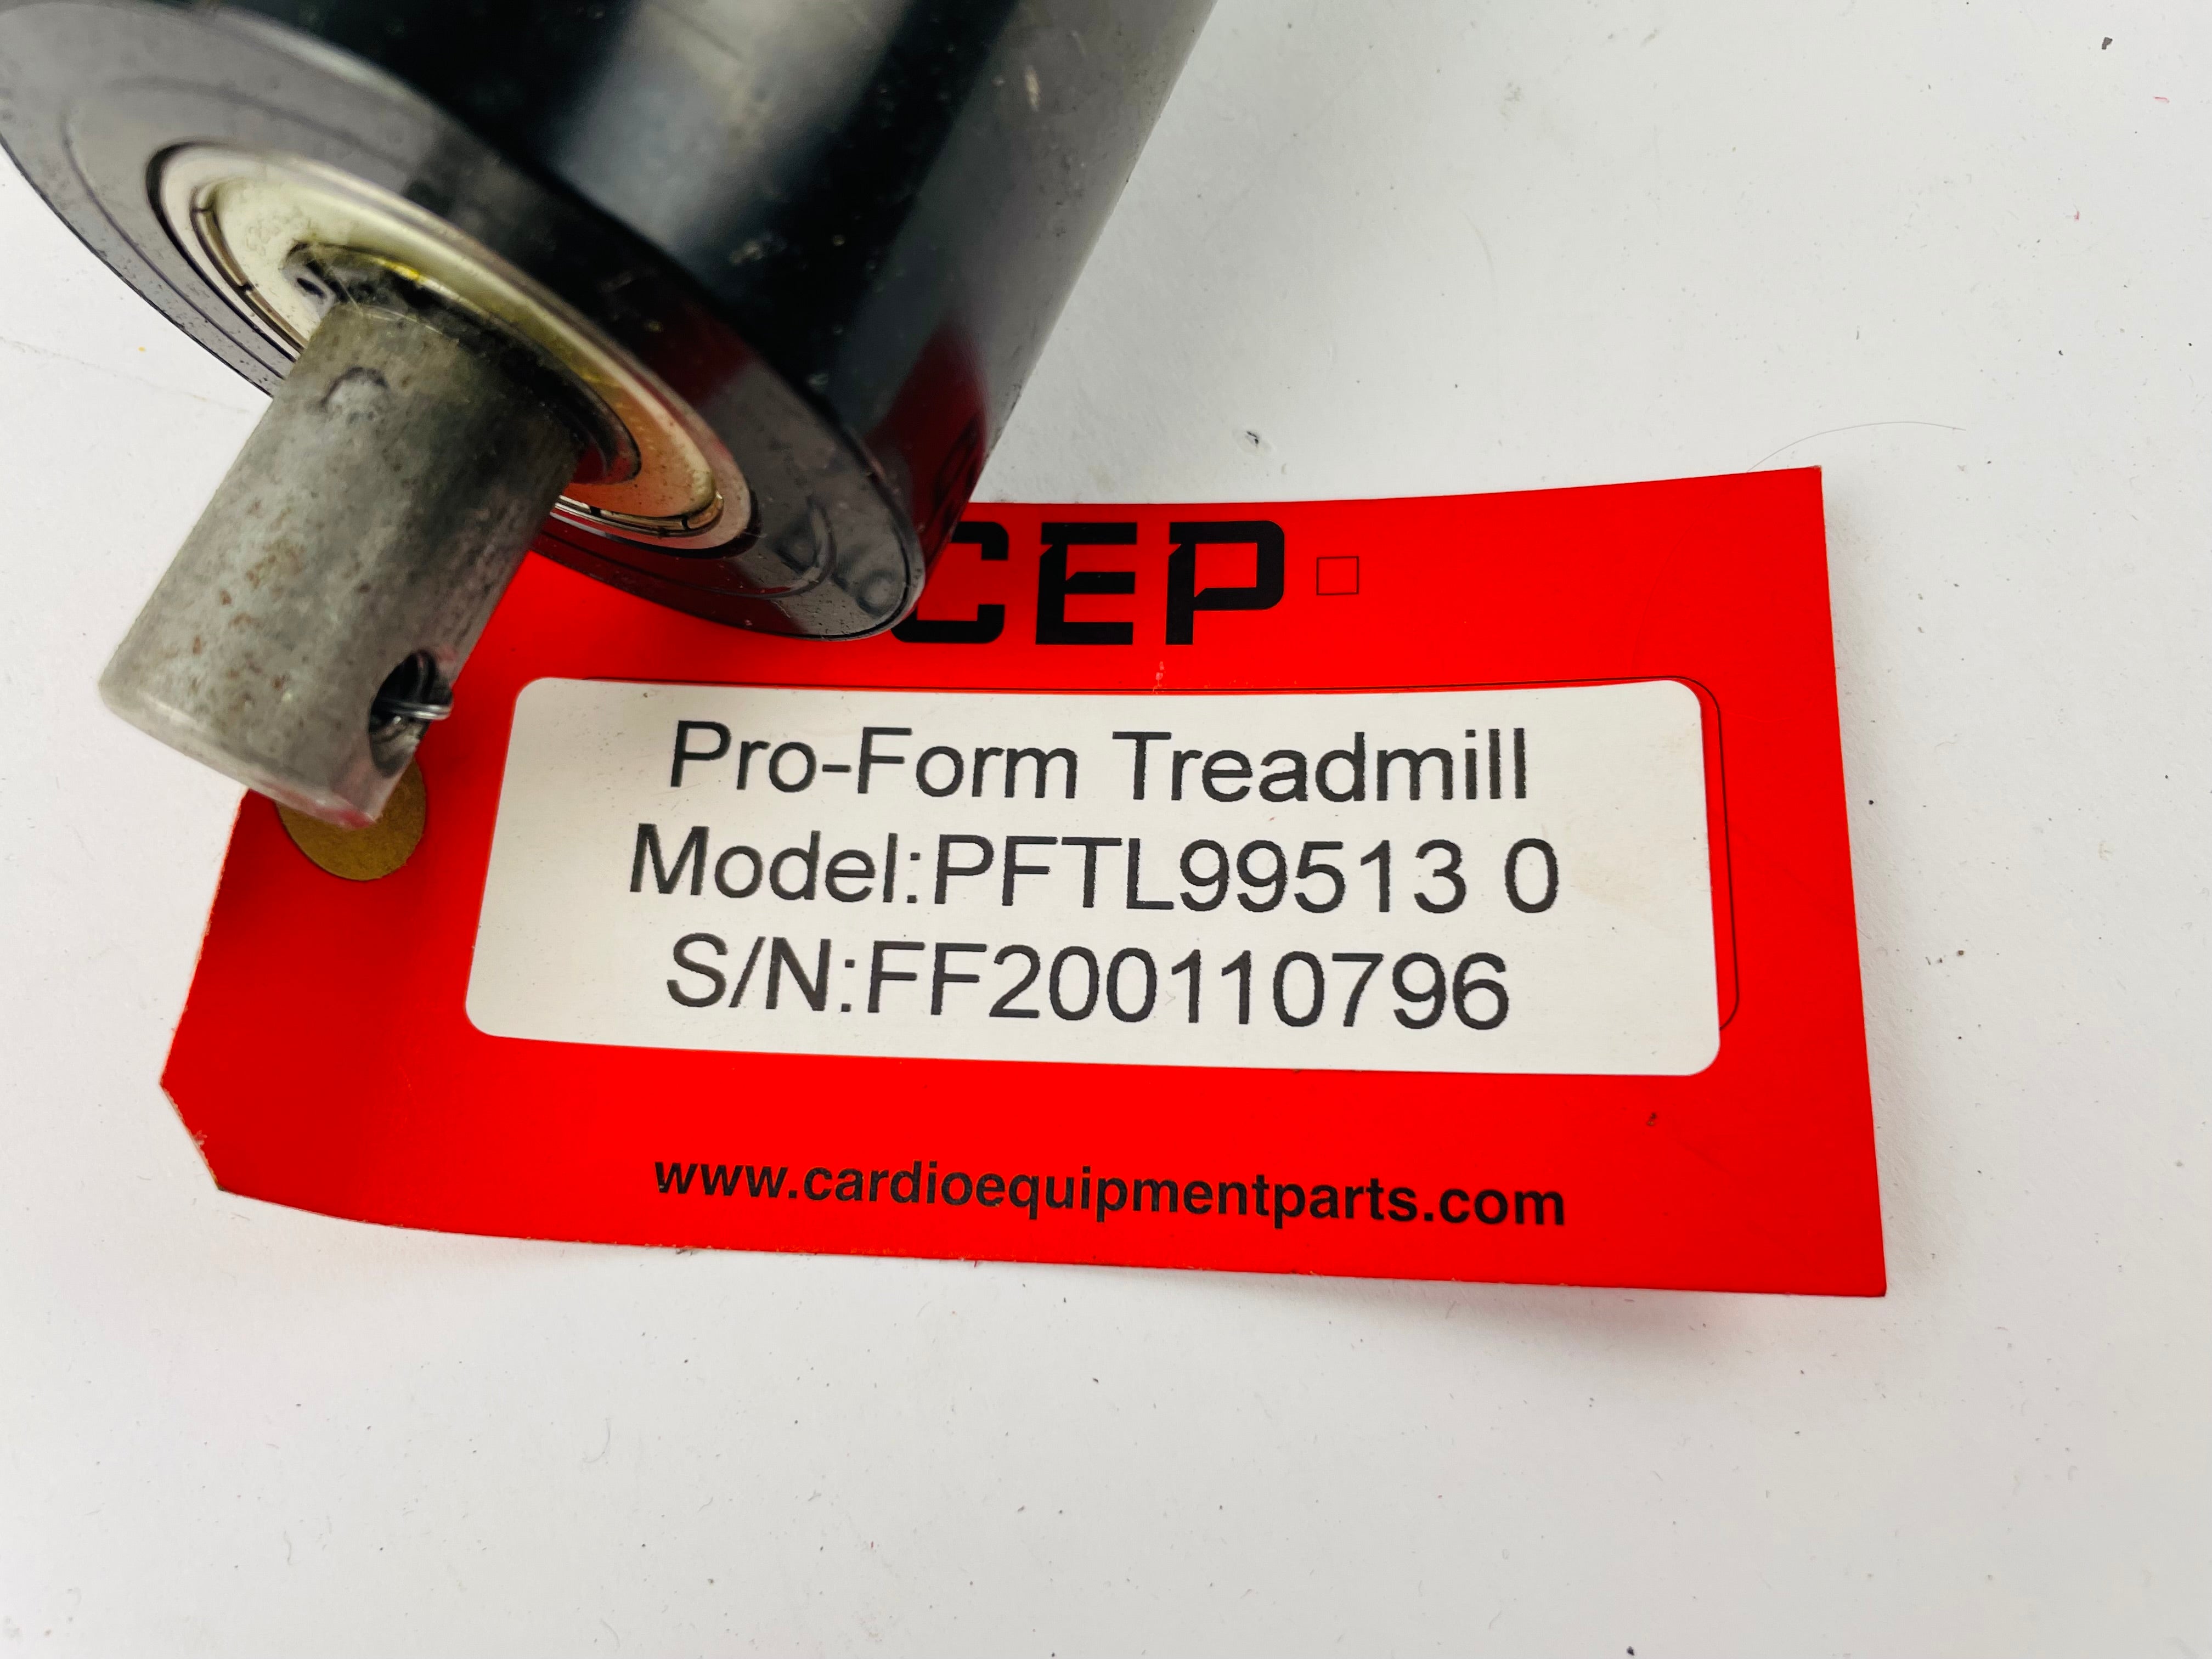 CEP
Pro-Form Treadmill
Model:PFTL99513 0
S/N:FF200110796
www.cardioequipmentparts.com